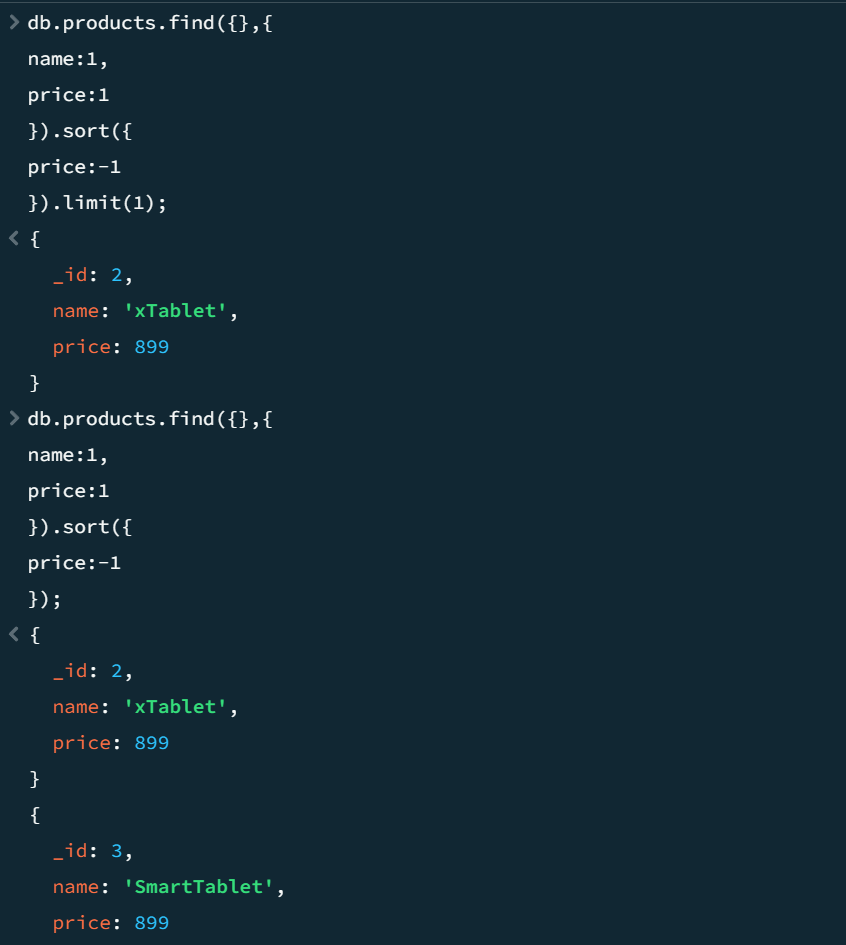 > db.products.find({},{
name:1,
price:1
}).sort({
price:-1
}).limit(1);
< {
_id: 2,
name: 'xTablet',
price: 899
}
> db.products.find({},{
name:1,
price:1
}).sort({
price:-1
});
< {
_id: 2,
name: 'xTablet',
price: 899
}
{
_id: 3,
name: 'SmartTablet',
price: 899